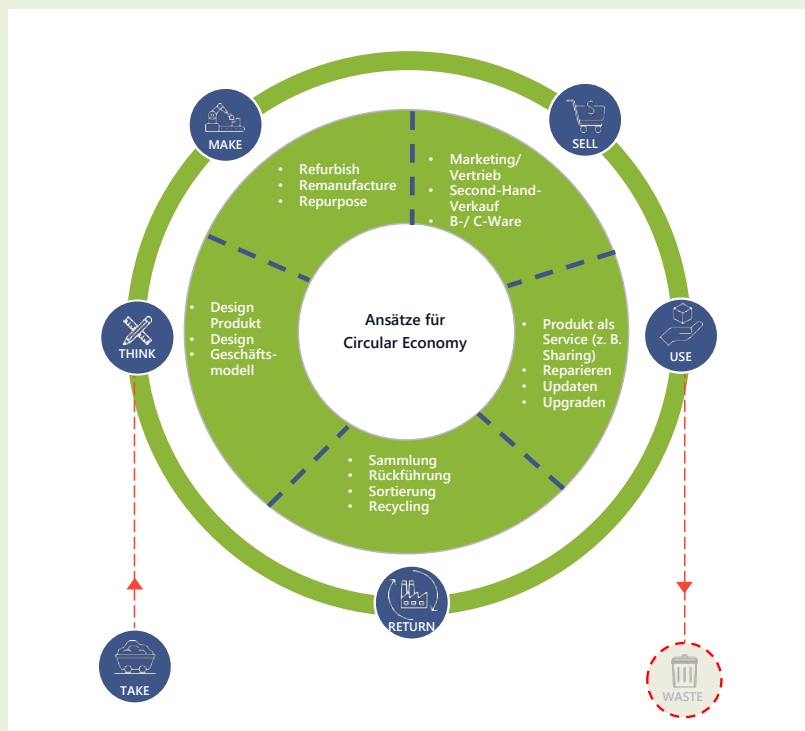 MAKE
SELL
• Refurbish
• Remanufacture
• Repurpose
• Marketing/
Vertrieb
• Second-Hand-
Verkauf
• B-/ C-Ware
THINK
• Design
Produkt
• Design
• Geschäfts-
modell
Ansätze für
Circular Economy
• Produkt als
Service (z. B.
Sharing)
• Reparieren
• Updaten
• Upgraden
USE
• Sammlung
• Rückführung
• Sortierung
• Recycling
RETURN
TAKE
WASTE